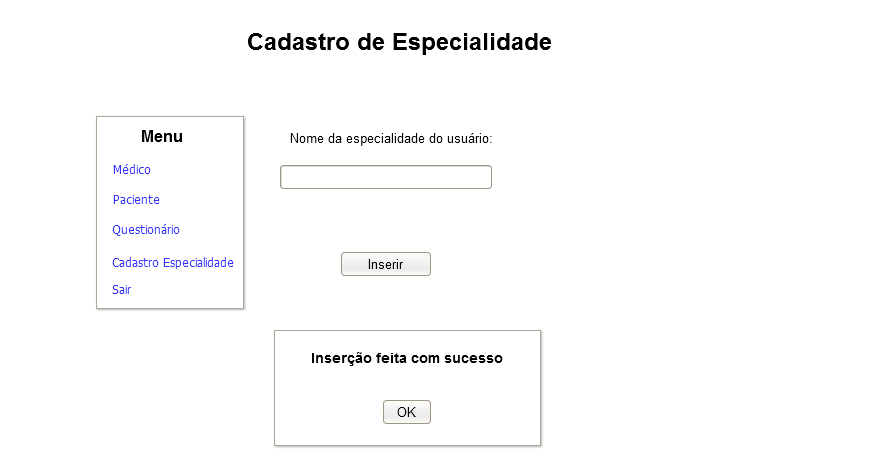 Cadastro de Especialidade
Menu
Médico
Paciente
Questionário
Cadastro Especialidade
Sair
Nome da especialidade do usuário:
Inserir
Inserção feita com sucesso
OK